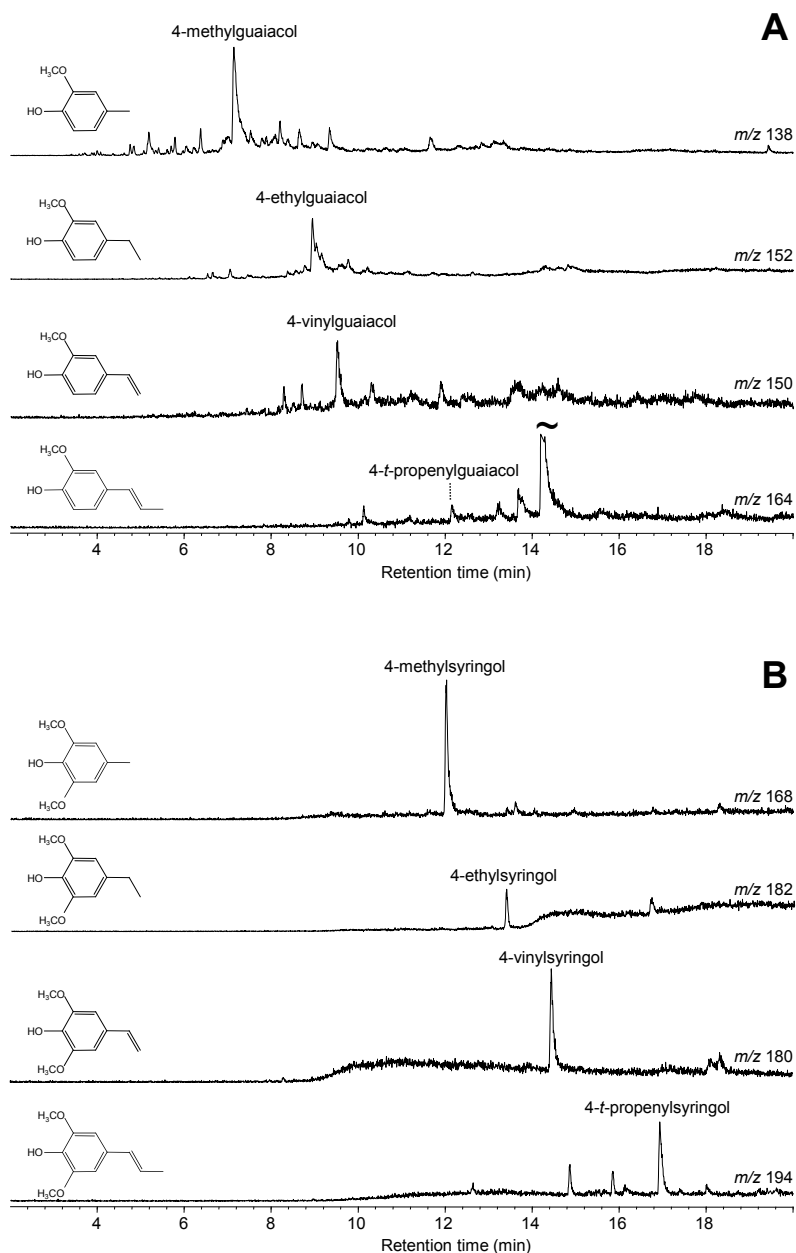 A
4-methylguaiacol
H₃CO
HO
m/z 138
4-ethylguaiacol
H₃CO
HO
m/z 152
4-vinylguaiacol
H₃CO
HO
m/z 150
~
4-t-propenylguaiacol
H₃CO
HO
m/z 164
4 6 8 10 12 14 16 18
Retention time (min)
B
4-methylsyringol
H₃CO
HO
H₃CO
m/z 168
4-ethylsyringol
H₃CO
HO
H₃CO
m/z 182
4-vinylsyringol
H₃CO
HO
H₃CO
m/z 180
4-t-propenylsyringol
H₃CO
HO
H₃CO
m/z 194
4 6 8 10 12 14 16 18
Retention time (min)